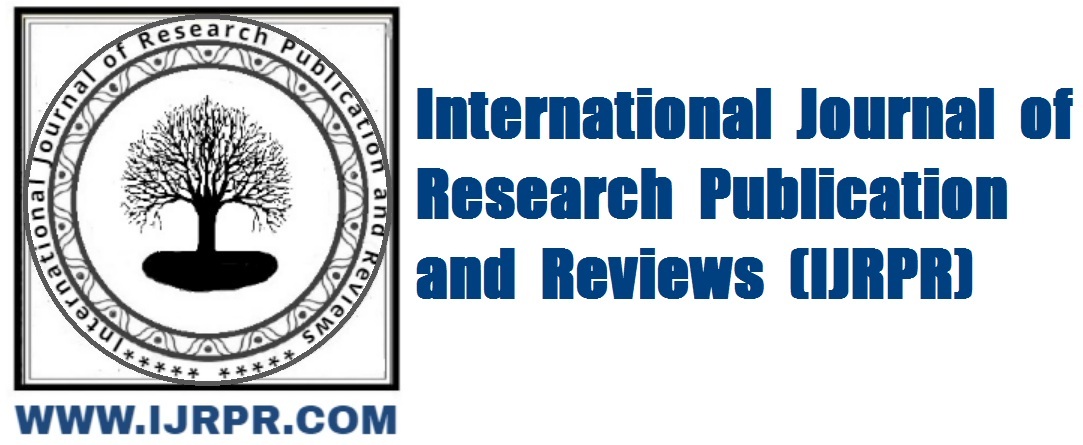 International Journal of Research Publication and Reviews
***** *****
WWW.IJRPR.COM
International Journal of
Research Publication
and Reviews (IJRPR)